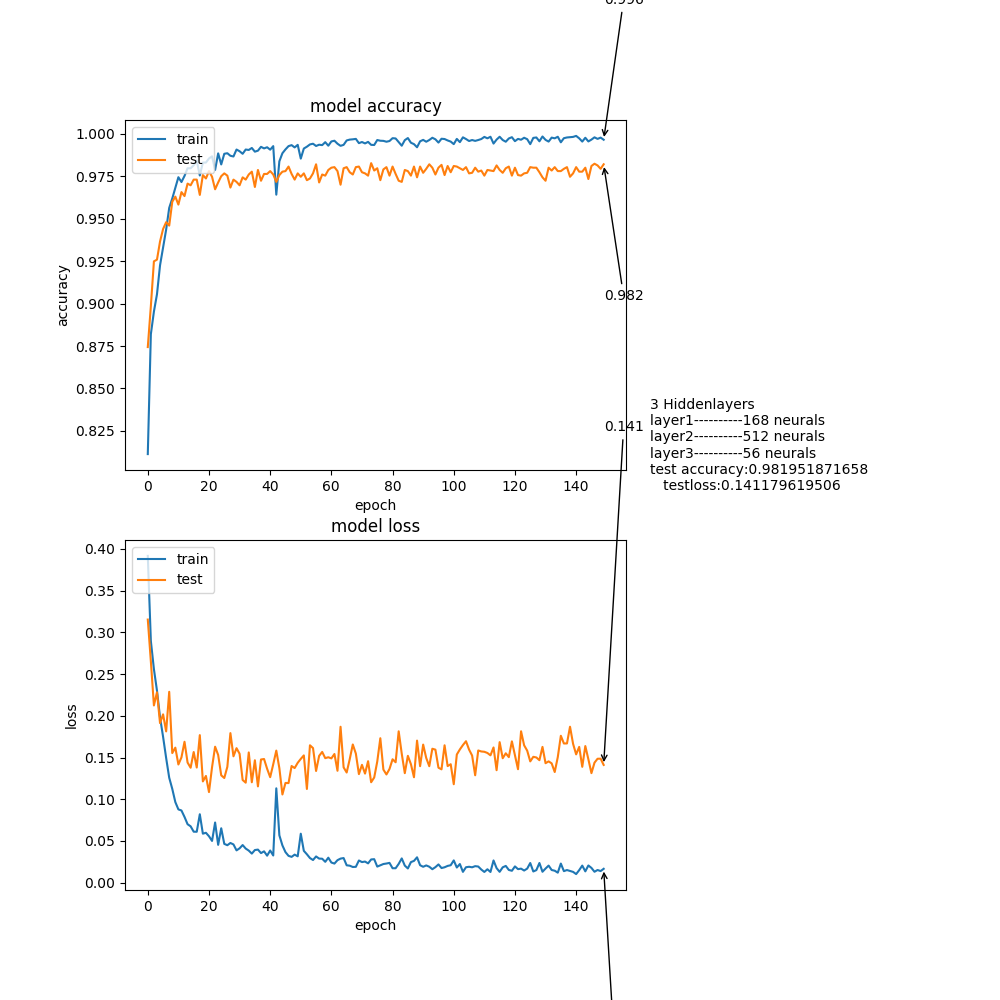 model accuracy
train
test
1.000
0.975
0.950
0.925
0.900
0.875
0.850
0.825
accuracy
0 20 40 60 80 100 120 140
epoch
0.982
0.141
3 Hiddenlayers
layer1----------168 neurals
layer2----------512 neurals
layer3----------56 neurals
test accuracy:0.981951871658
testloss:0.141179619506
model loss
train
test
0.40
0.35
0.30
0.25
0.20
0.15
0.10
0.05
0.00
loss
0 20 40 60 80 100 120 140
epoch